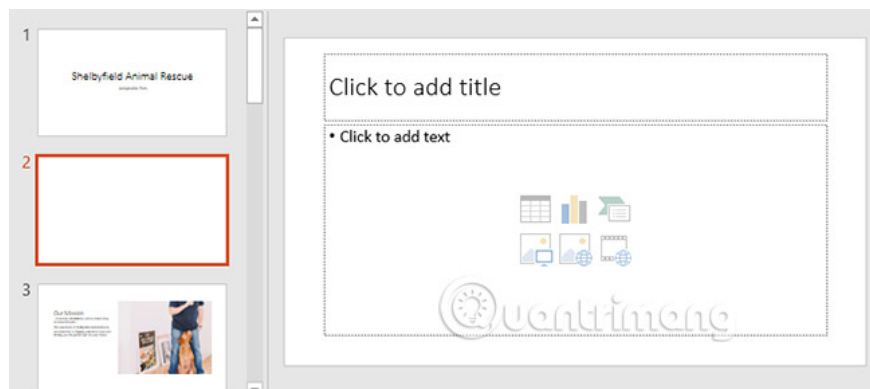 1
Shelbyfield Animal Rescue
2
3
Our Mission
Click to add title
• Click to add text
Quantrimang